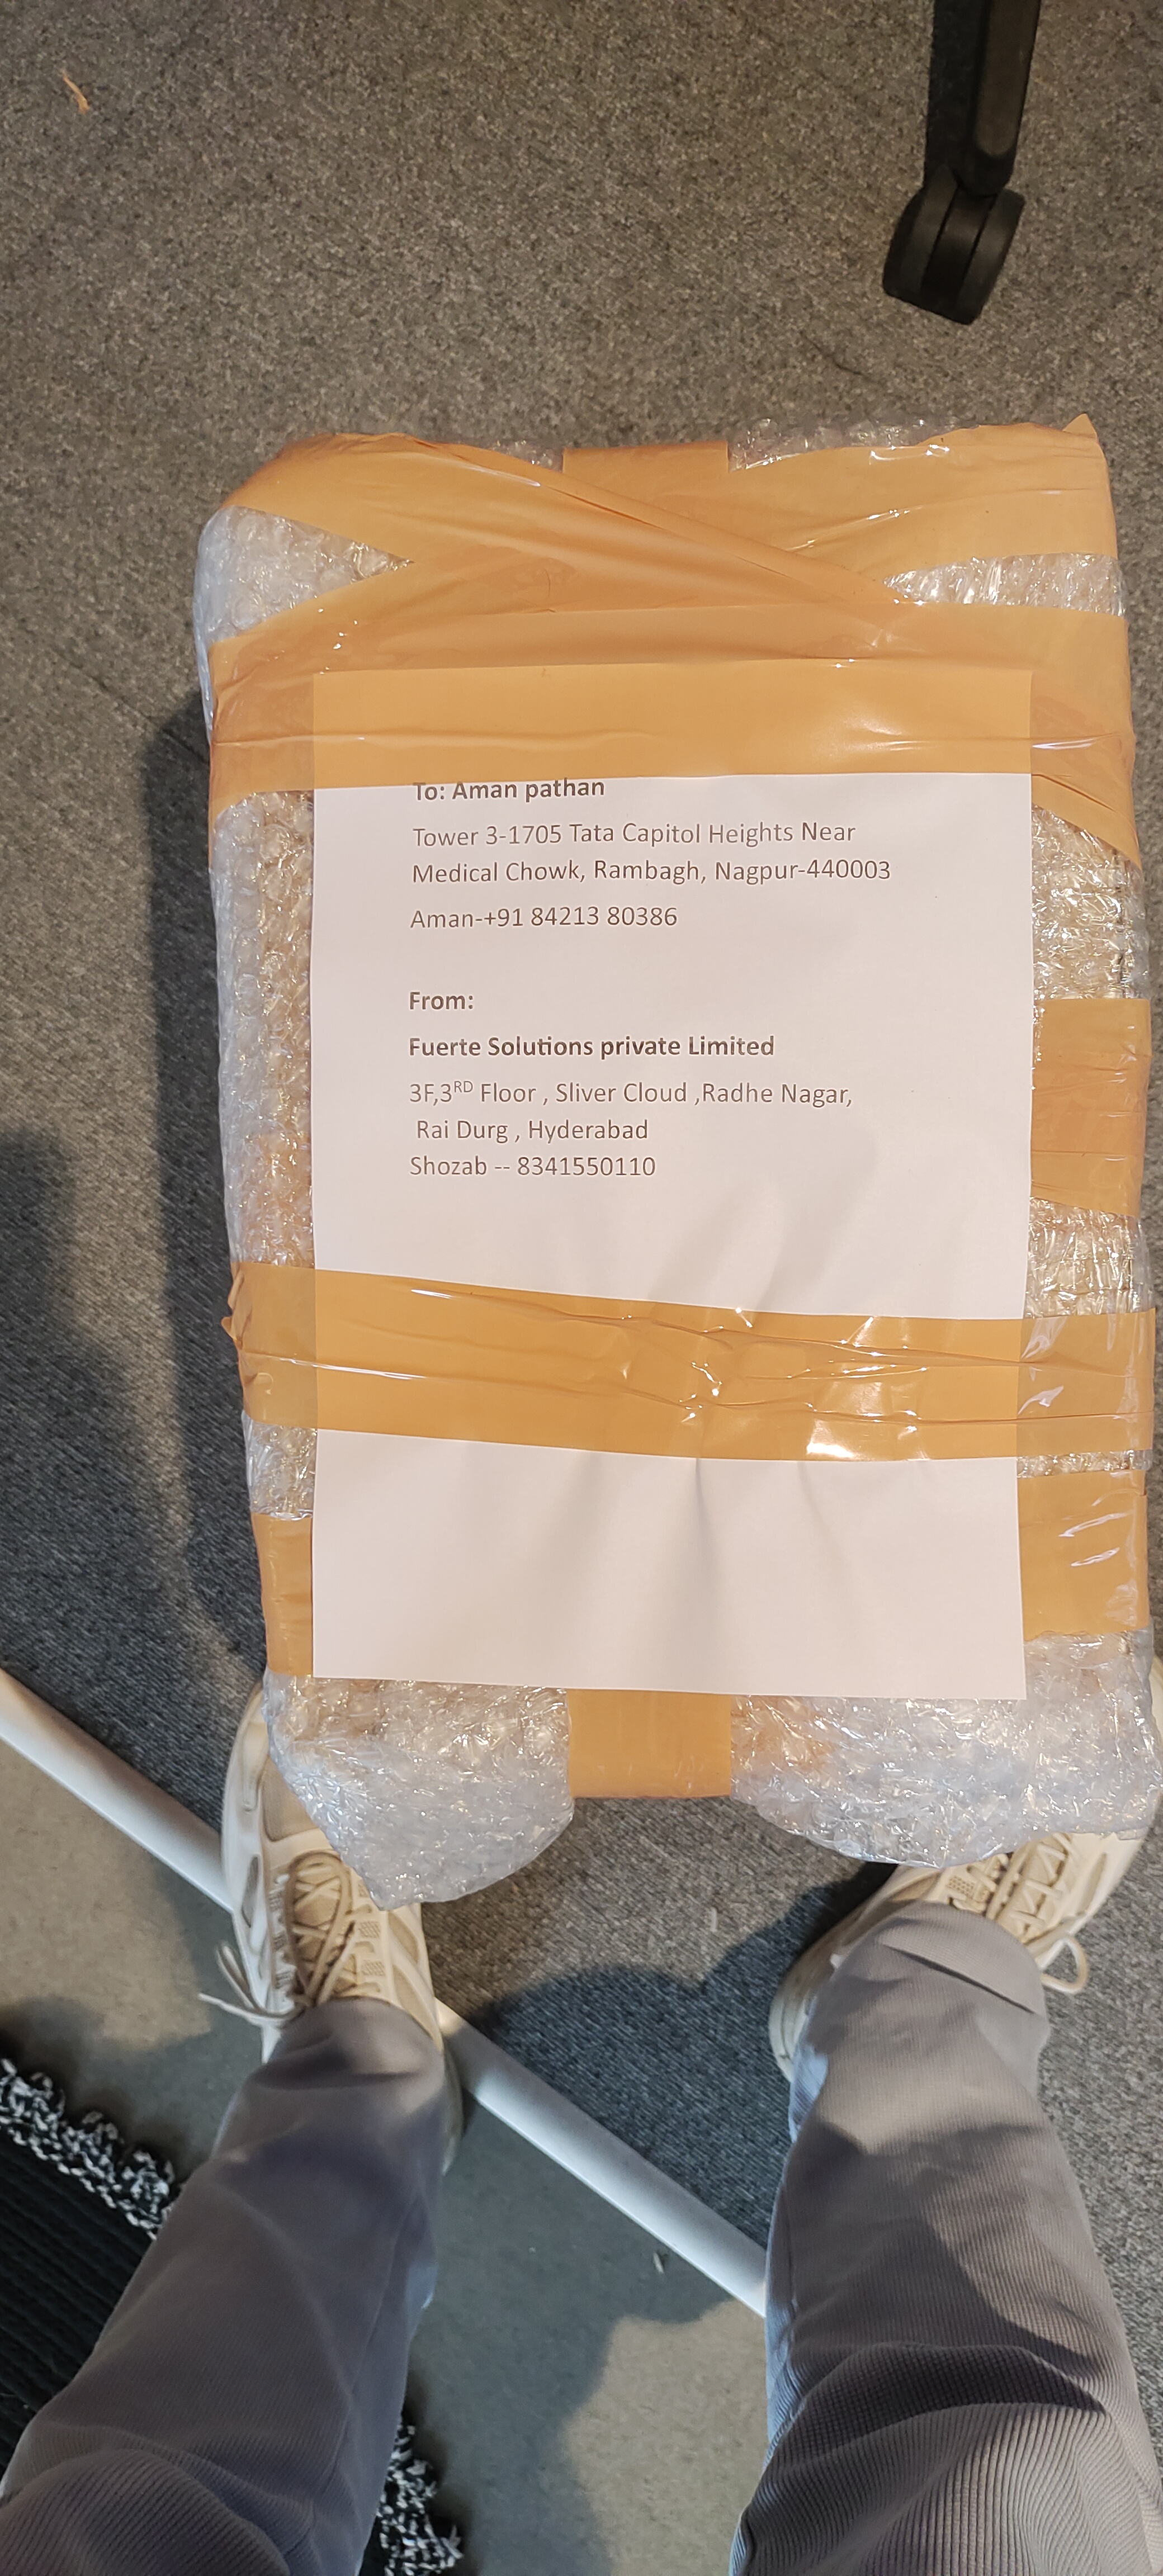 To: Aman pathan
Tower 3-1705 Tata Capitol Heights Near
Medical Chowk, Rambagh, Nagpur-440003
Aman-+91 84213 80386
From:
Fuerte Solutions private Limited
3F,3RD Floor , Sliver Cloud ,Radhe Nagar,
Rai Durg , Hyderabad
Shozab -- 8341550110